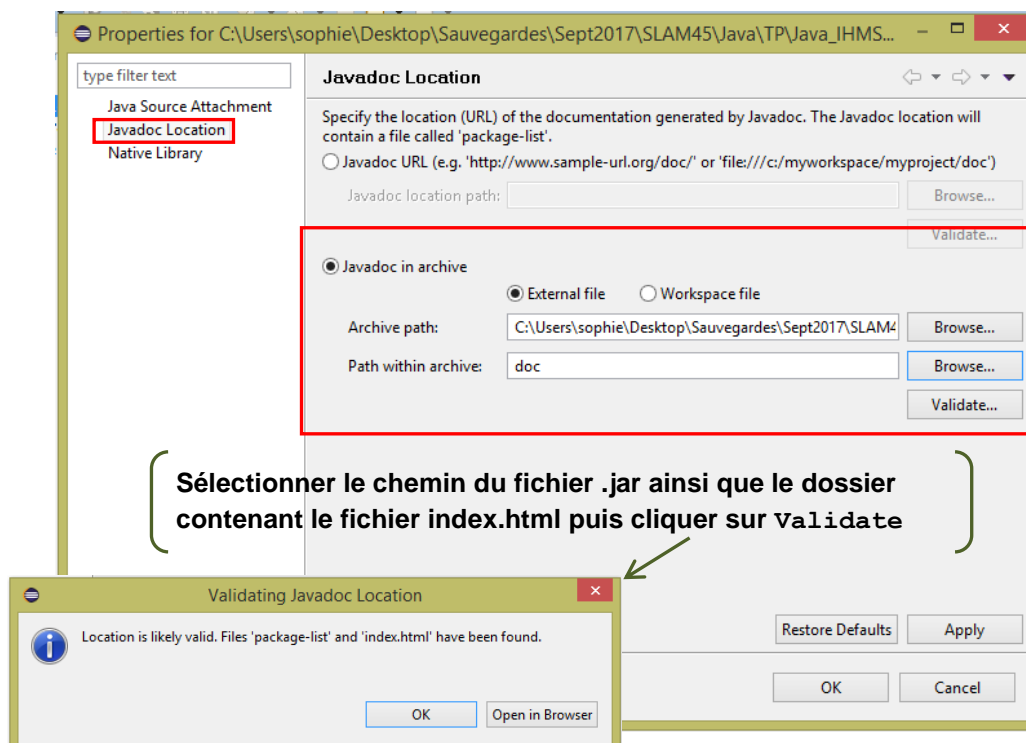 Properties for C:\Users\sophie\Desktop\Sauvegardes\Sept2017\SLAM45\Java\TP\Java_IHMS...
type filter text
Java Source Attachment
Javadoc Location
Native Library
Javadoc Location
Specify the location (URL) of the documentation generated by Javadoc. The Javadoc location will
contain a file called 'package-list'.
Javadoc URL (e.g. 'http://www.sample-url.org/doc/' or 'file:///c:/myworkspace/myproject/doc')
Javadoc location path: Browse...
Validate...
Javadoc in archive
External file Workspace file
Archive path: C:\Users\sophie\Desktop\Sauvegardes\Sept2017\SLAM4 Browse...
Path within archive: doc Browse...
Validate...
Sélectionner le chemin du fichier .jar ainsi que le dossier
contenant le fichier index.html puis cliquer sur Validate
Validating Javadoc Location
Location is likely valid. Files 'package-list' and 'index.html' have been found.
OK Open in Browser
Restore Defaults Apply
OK Cancel